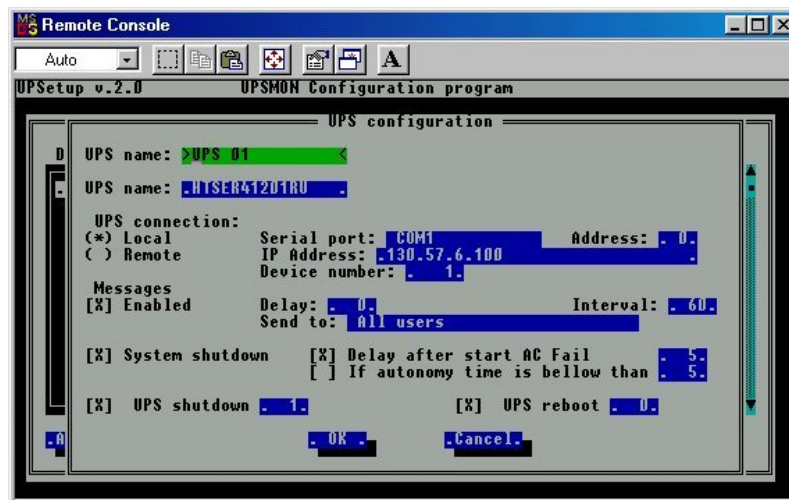 Remote Console
Auto A
UPSetup v.2.0 UPSMON Configuration program
UPS configuration
D UPS name: >UPS 01 <
UPS name: .HTSER41201RU .
UPS connection:
(*) Local Serial port: COM1 Address: . 0.
( ) Remote IP Address: .130.57.6.100 .
Device number: . 1.
Messages
[X] Enabled Delay: . 0. Interval: . 60.
Send to: All users
[X] System shutdown [X] Delay after start AC Fail . 5.
[ ] If autonomy time is bellow than . 5.
[X] UPS shutdown . 1. [X] UPS reboot . 0.
.A . OK . .Cancel.